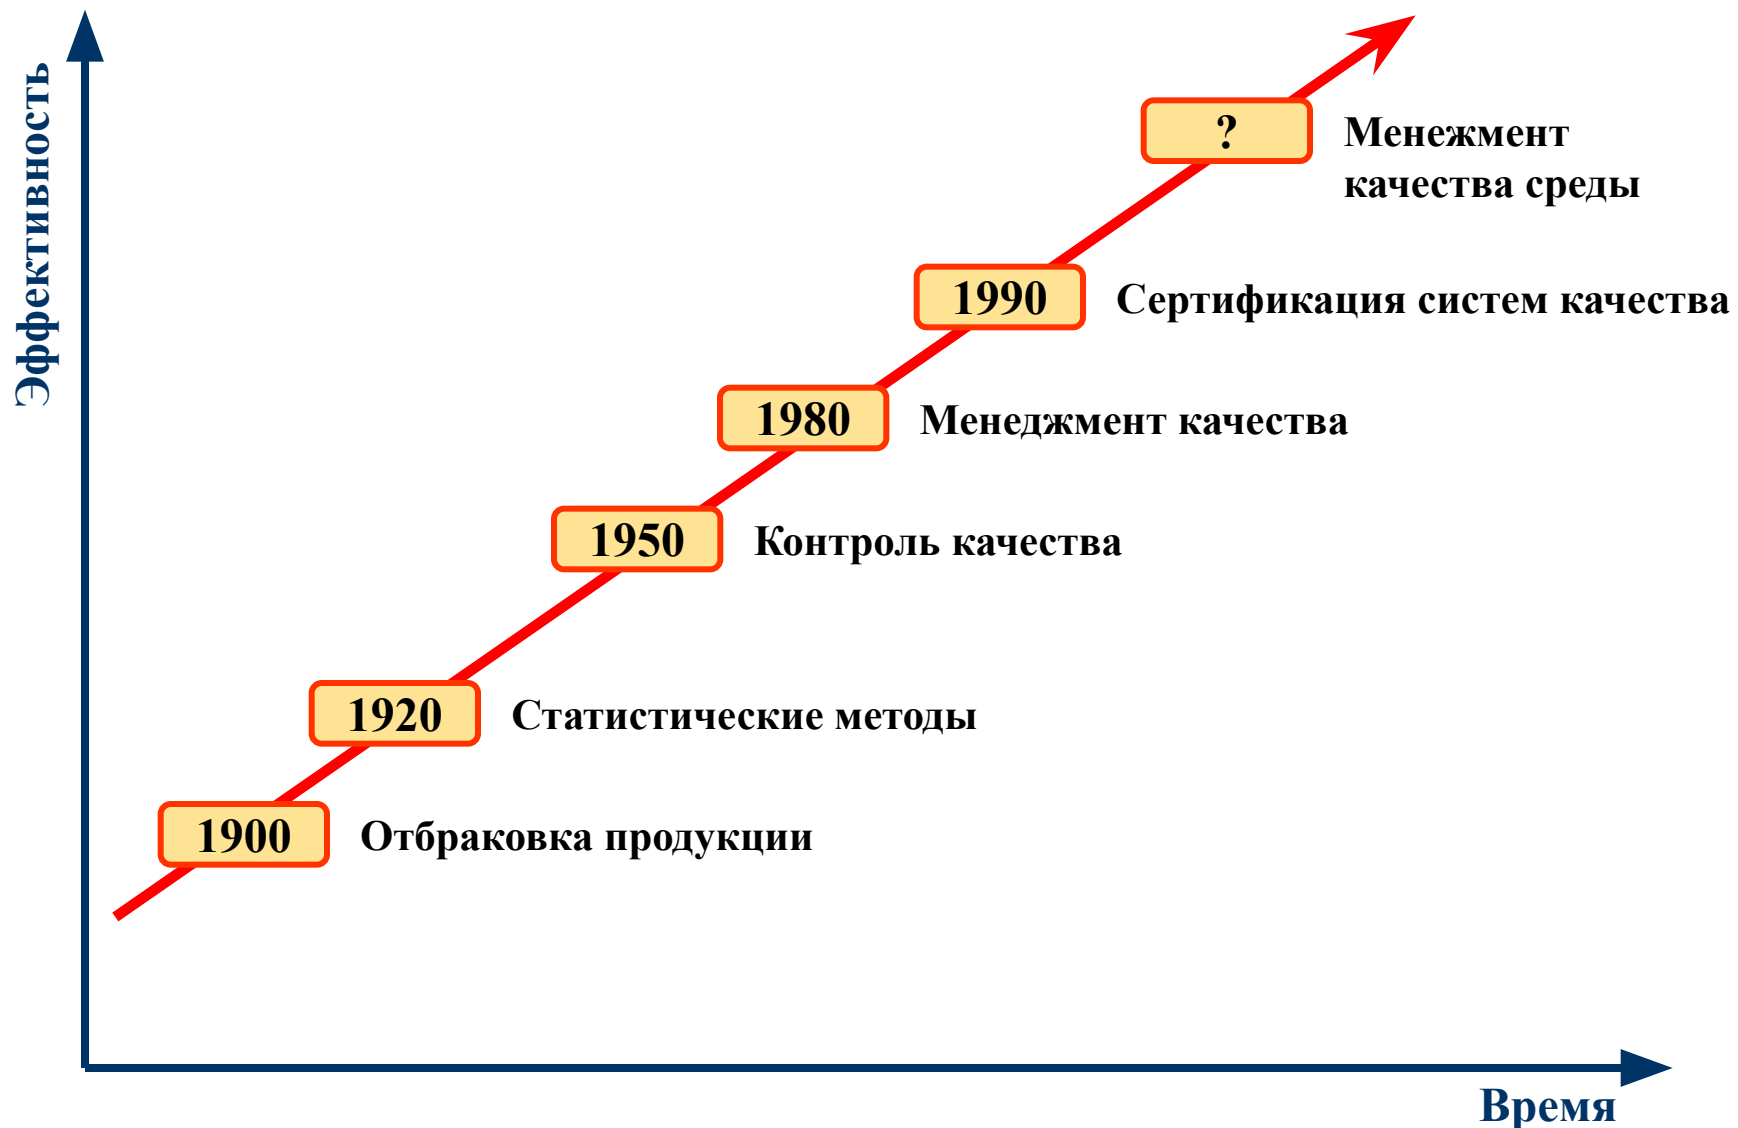 Эффективность
?
Менежмент
качества среды
1990
Сертификация систем качества
1980
Менеджмент качества
1950
Контроль качества
1920
Статистические методы
1900
Отбраковка продукции
Время